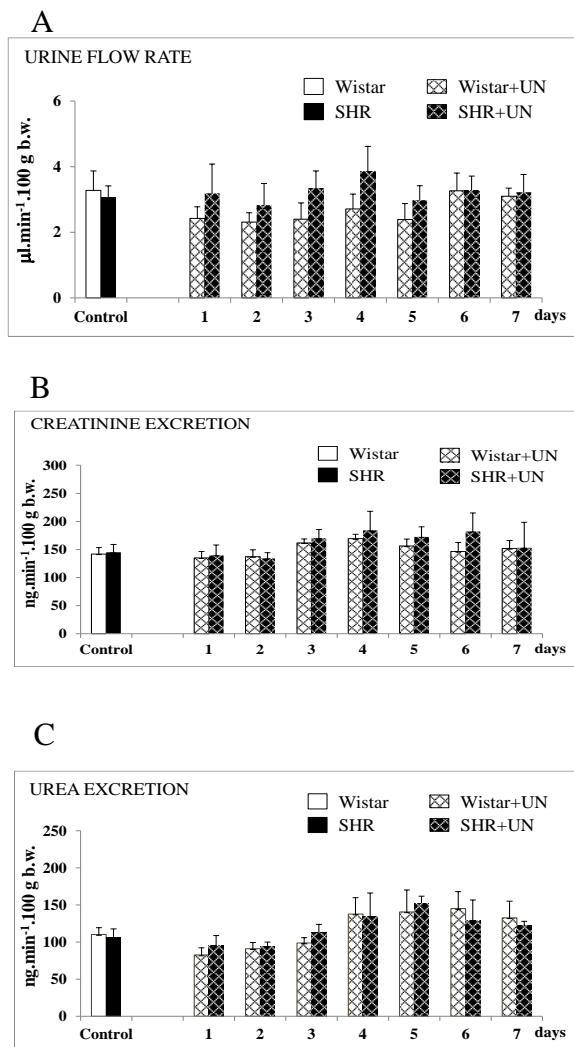 A
URINE FLOW RATE
Wistar
Wistar+UN
SHR
SHR+UN
µl.min⁻¹.100 g b.w.
6
4
2
0
Control 1 2 3 4 5 6 7 days
B
CREATININE EXCRETION
Wistar
Wistar+UN
SHR
SHR+UN
ng.min⁻¹.100 g b.w.
300
250
200
150
100
50
0
Control 1 2 3 4 5 6 7 days
C
UREA EXCRETION
Wistar
Wistar+UN
SHR
SHR+UN
ng.min⁻¹.100 g b.w.
250
200
150
100
50
0
Control 1 2 3 4 5 6 7 days